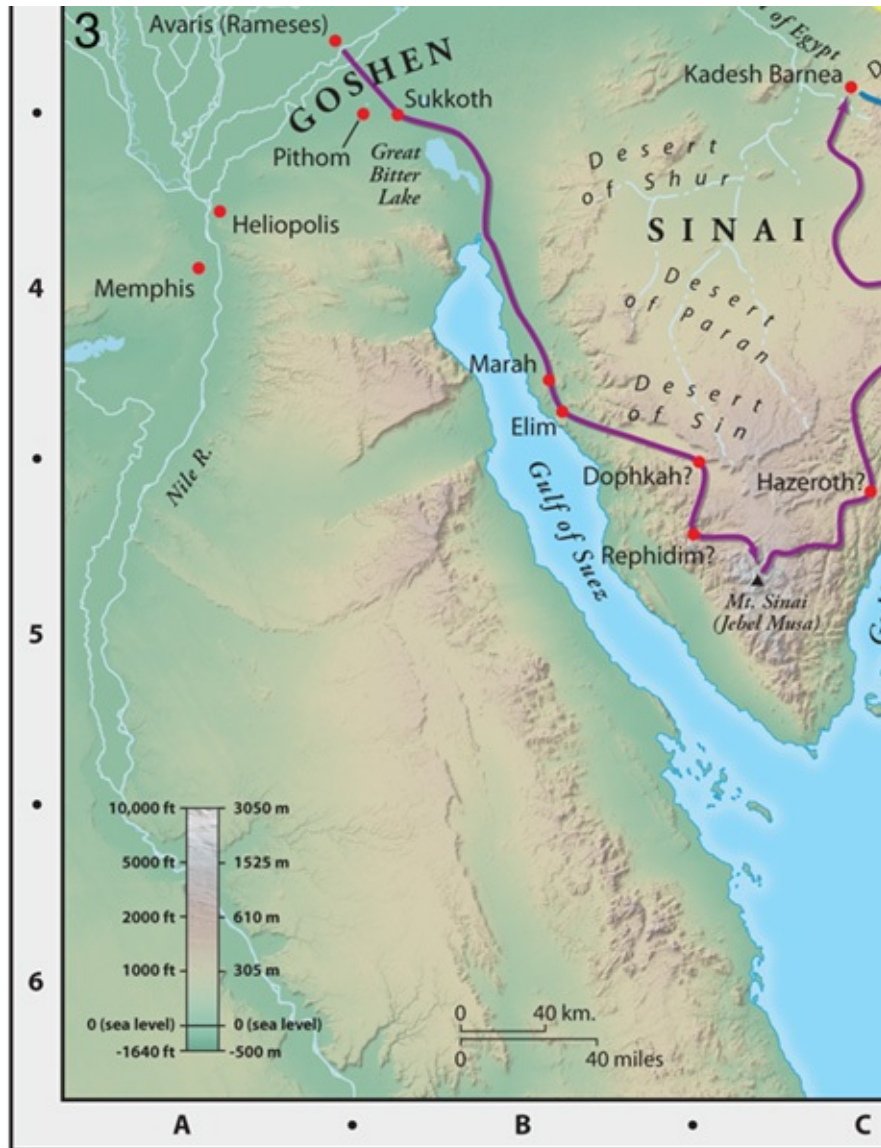 3
Avaris (Rameses)
GOSHEN
of Egypt
Kadesh Barnea
D
Sukkoth
Pithom
Great
Bitter
Lake
Desert
of Shur
Heliopolis
SINAI
4
Memphis
Desert
of Paran
Marah
Desert
of Sin
Elim
Nile R.
Gulf of Suez
Dophkah?
Hazeroth?
Rephidim?
Mt. Sinai
(Jebel Musa)
5
10,000 ft 3050 m
5000 ft 1525 m
2000 ft 610 m
6
1000 ft 305 m
0 (sea level) 0 (sea level)
-1640 ft -500 m
0 40 km.
0 40 miles
A • B • C